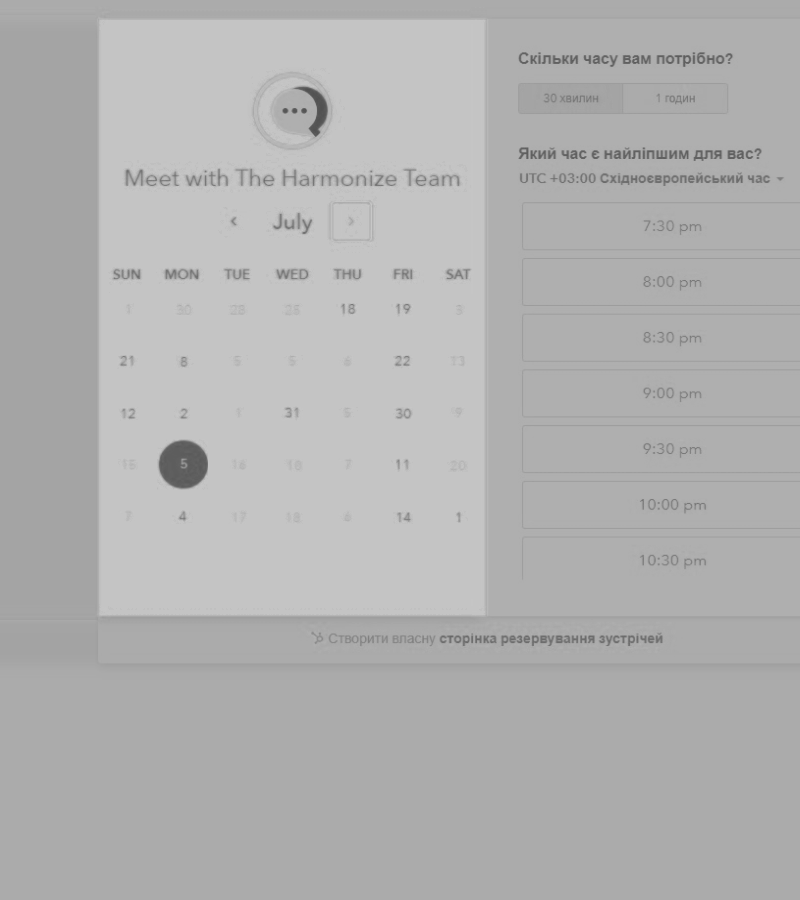 Meet with The Harmonize Team
July
SUN MON TUE WED THU FRI SAT
1 30 28 25 18 19 3
21 8 5 5 6 22 13
12 2 1 31 5 30 9
15 5 16 18 7 11 20
7 4 17 18 6 14 1
Скільки часу вам потрібно?
30 хвилин 1 годин
Який час є найліпшим для вас?
UTC +03:00 Східноєвропейський час
7:30 pm
8:00 pm
8:30 pm
9:00 pm
9:30 pm
10:00 pm
10:30 pm
Створити власну сторінка резервування зустрічей